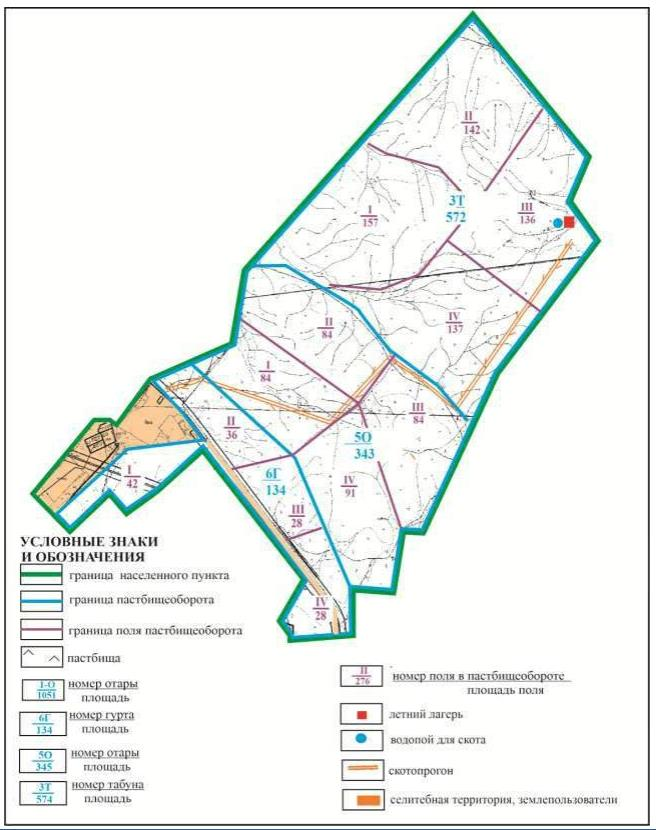 II
142
I
157
3Т
572
III
136
IV
137
II
84
I
84
III
84
II
36
5О
343
6Г
134
IV
91
I
42
III
28
IV
28
УСЛОВНЫЕ ЗНАКИ
И ОБОЗНАЧЕНИЯ
граница населенного пункта
граница пастбищеоборота
граница поля пастбищеоборота
пастбища
1-О
1051
номер отары
площадь
6Г
134
номер гурта
площадь
5О
345
номер отары
площадь
3Т
574
номер табуна
площадь
II
276
номер поля в пастбищеобороте
площадь поля
летний лагерь
водопой для скота
скотопрогон
селитебная территория, землепользователи